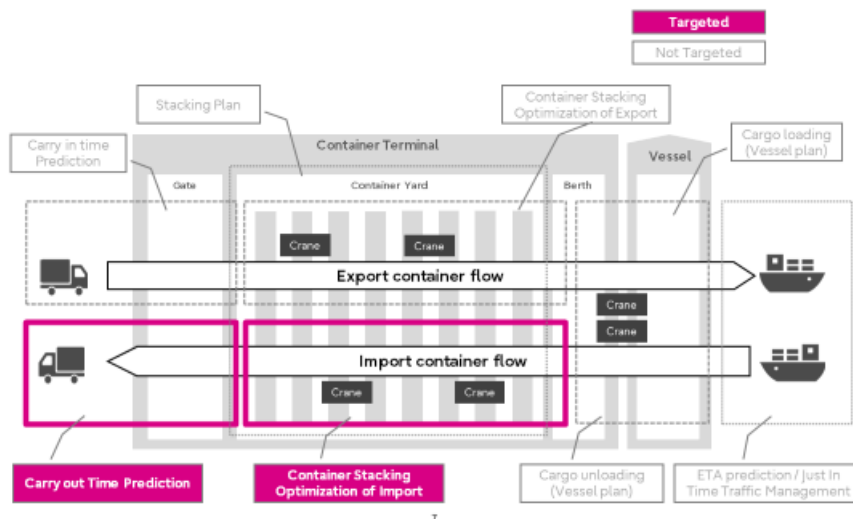 Targeted
Not Targeted
Stacking Plan
Container Stacking
Optimization of Export
Carry in time
Prediction
Container Terminal
Cargo loading
(Vessel plan)
Vessel
Gate
Container Yard
Berth
Crane
Crane
Export container flow
Crane
Crane
Import container flow
Crane
Crane
Carry out Time Prediction
Container Stacking
Optimization of Import
Cargo unloading
(Vessel plan)
ETA prediction / Just In
Time Traffic Management